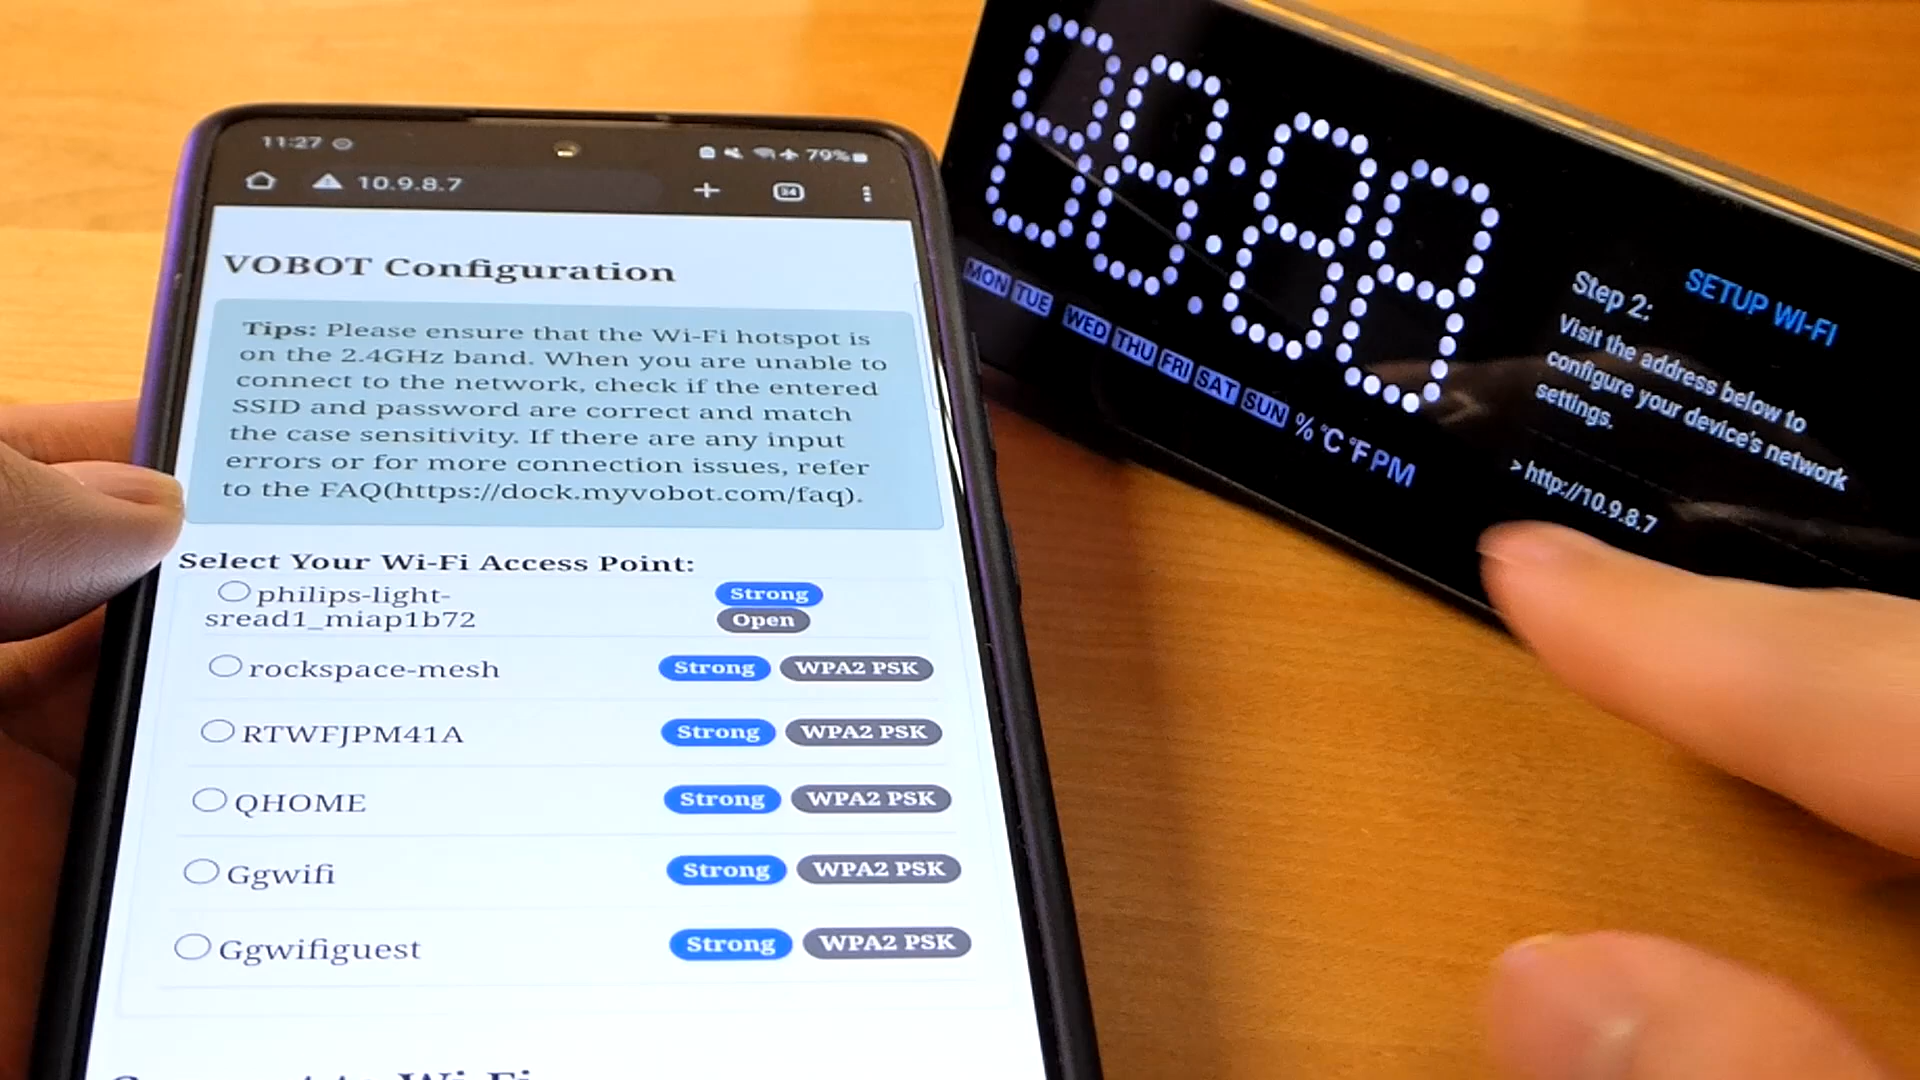 11:27
79%
10.9.8.7
34
VOBOT Configuration
Tips: Please ensure that the Wi-Fi hotspot is
on the 2.4GHz band. When you are unable to
connect to the network, check if the entered
SSID and password are correct and match
the case sensitivity. If there are any input
errors or for more connection issues, refer
to the FAQ(https://dock.myvobot.com/faq).
Select Your Wi-Fi Access Point:
philips-light-
sread1_miap1b72
Strong
Open
rockspace-mesh Strong WPA2 PSK
RTWFJPM41A Strong WPA2 PSK
QHOME Strong WPA2 PSK
Ggwifi Strong WPA2 PSK
Ggwifiguest Strong WPA2 PSK
88:88
MON TUE WED THU FRI SAT SUN % °C °F PM
SETUP WI-FI
Step 2:
Visit the address below to
configure your device's network
settings.
> http://10.9.8.7